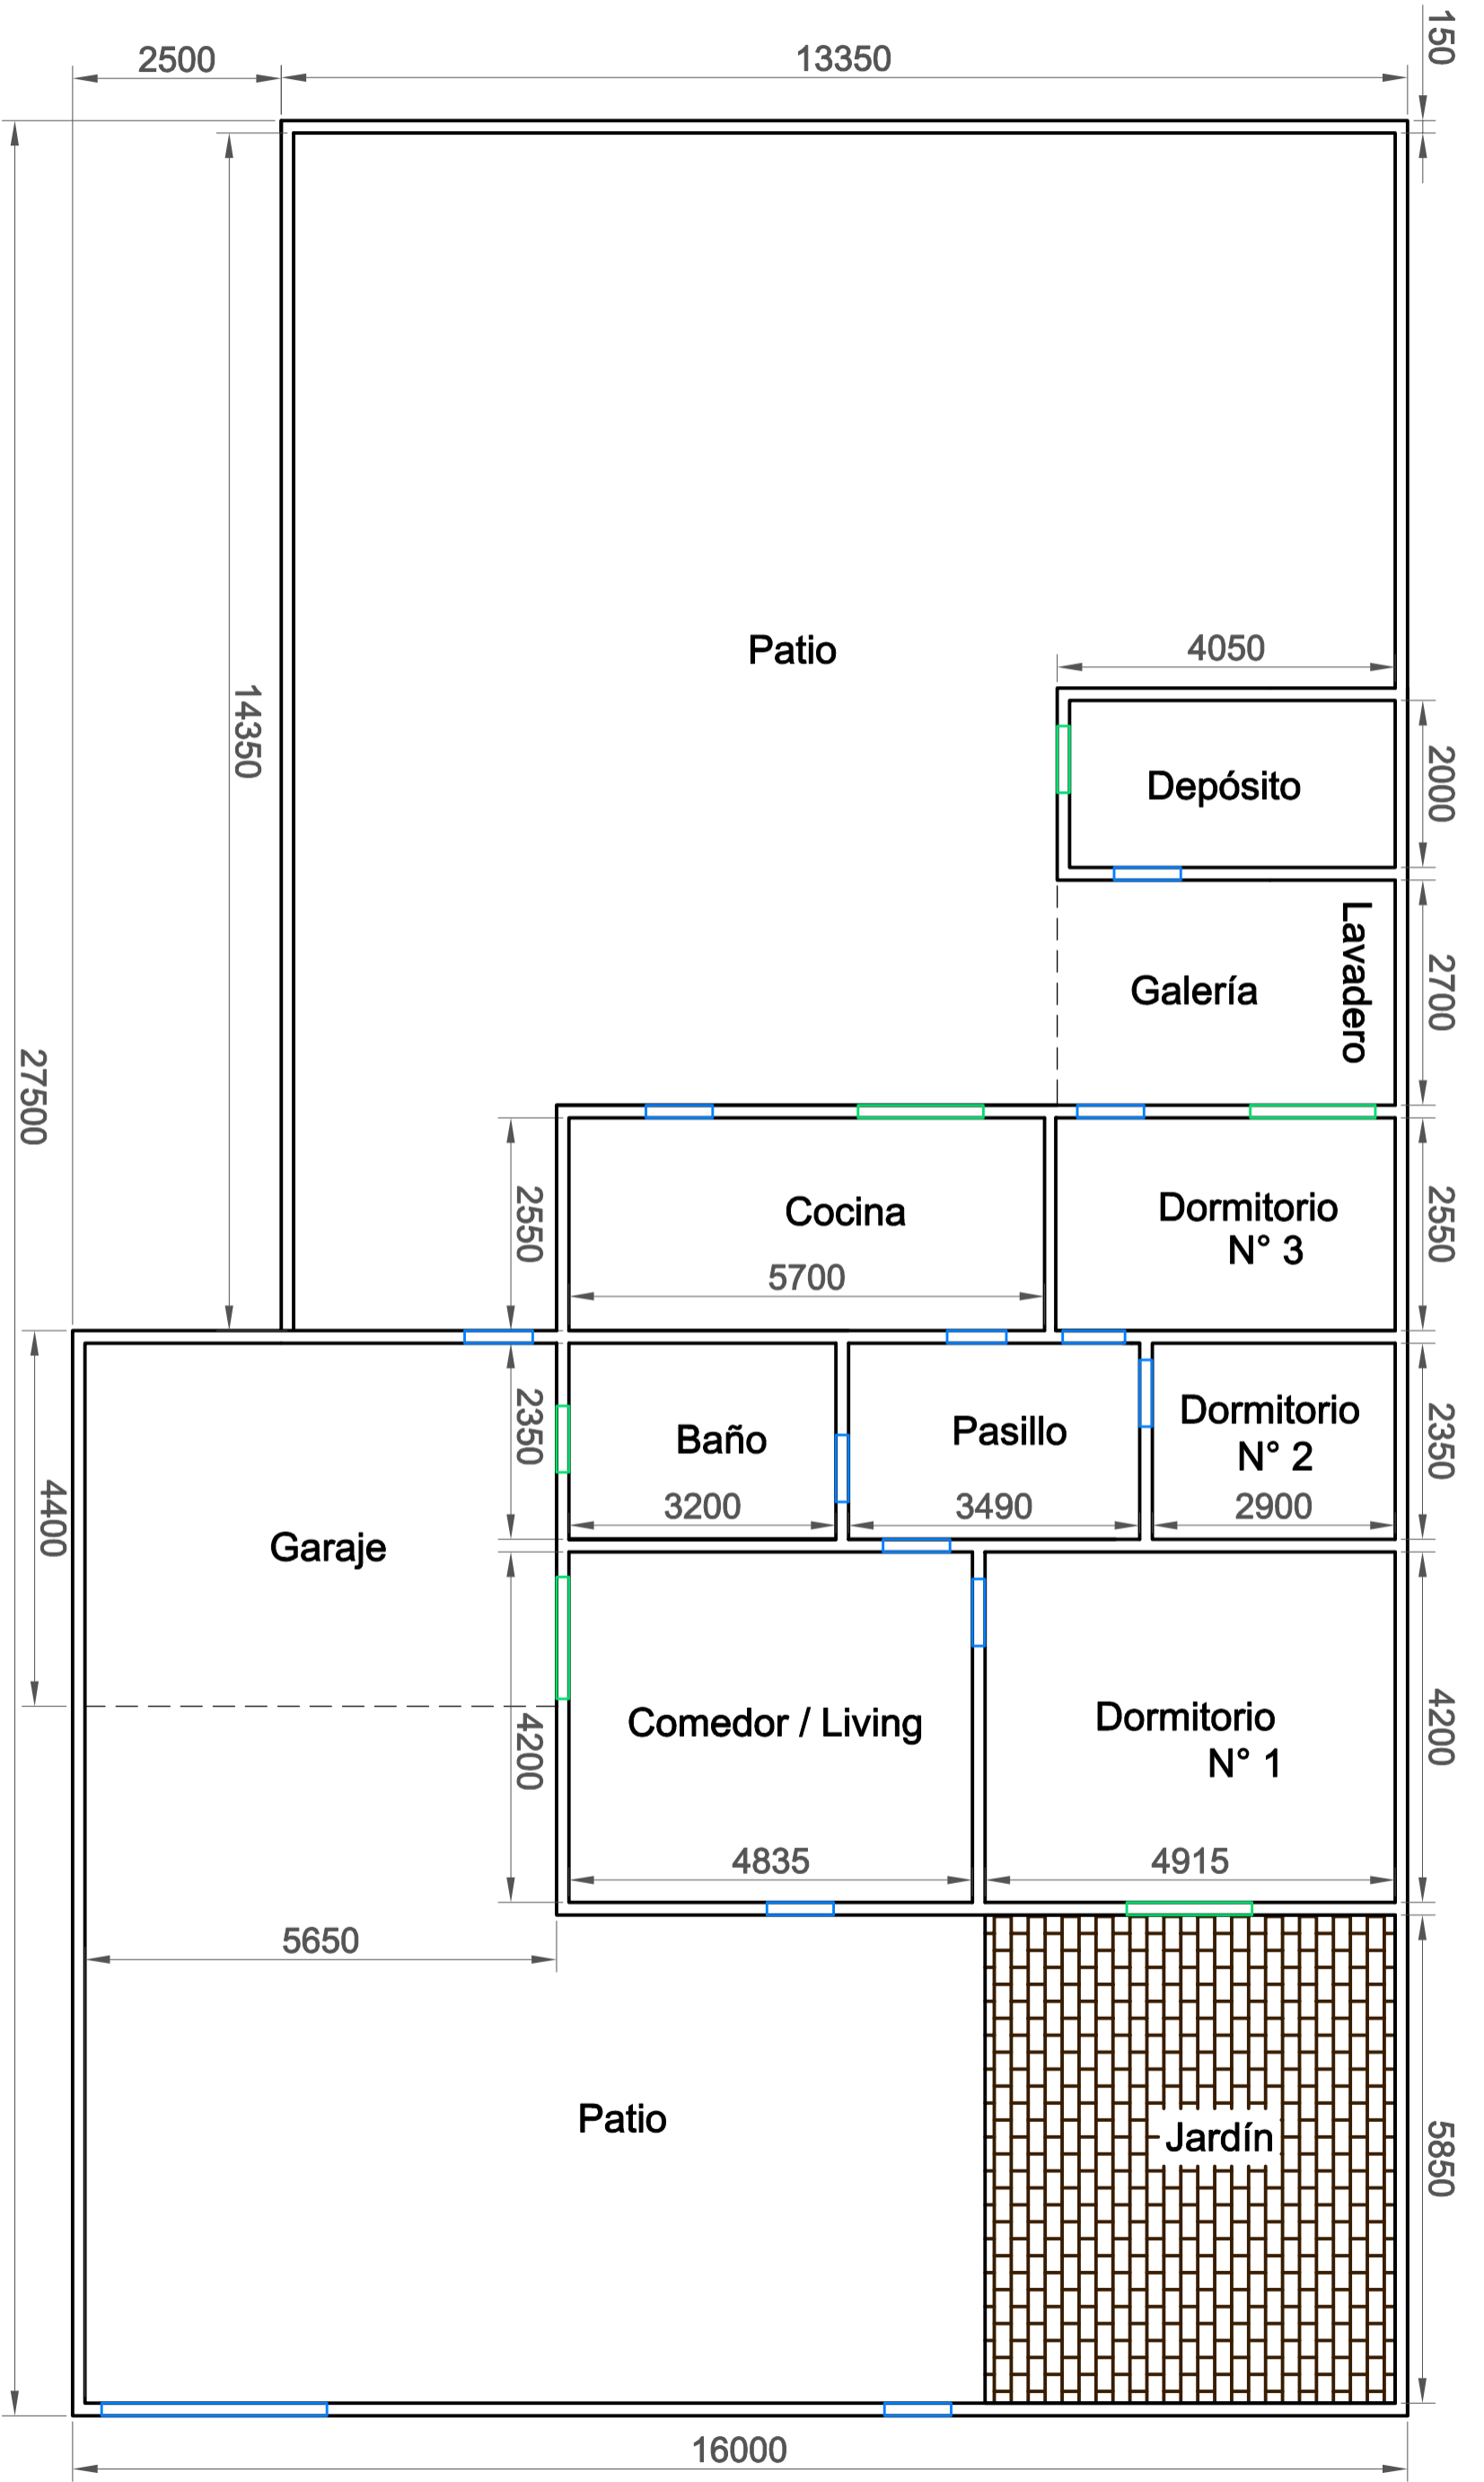 150
2500
13350
Patio
4050
14350
2000
Depósito
Lavadero
Galería
2700
27500
2550
Cocina
Dormitorio
N° 3
2550
5700
2350
Baño
Pasillo
Dormitorio
N° 2
2350
4400
3200
3490
2900
Garaje
4200
Comedor / Living
Dormitorio
N° 1
4200
4835
4915
5650
Patio
Jardín
5850
16000